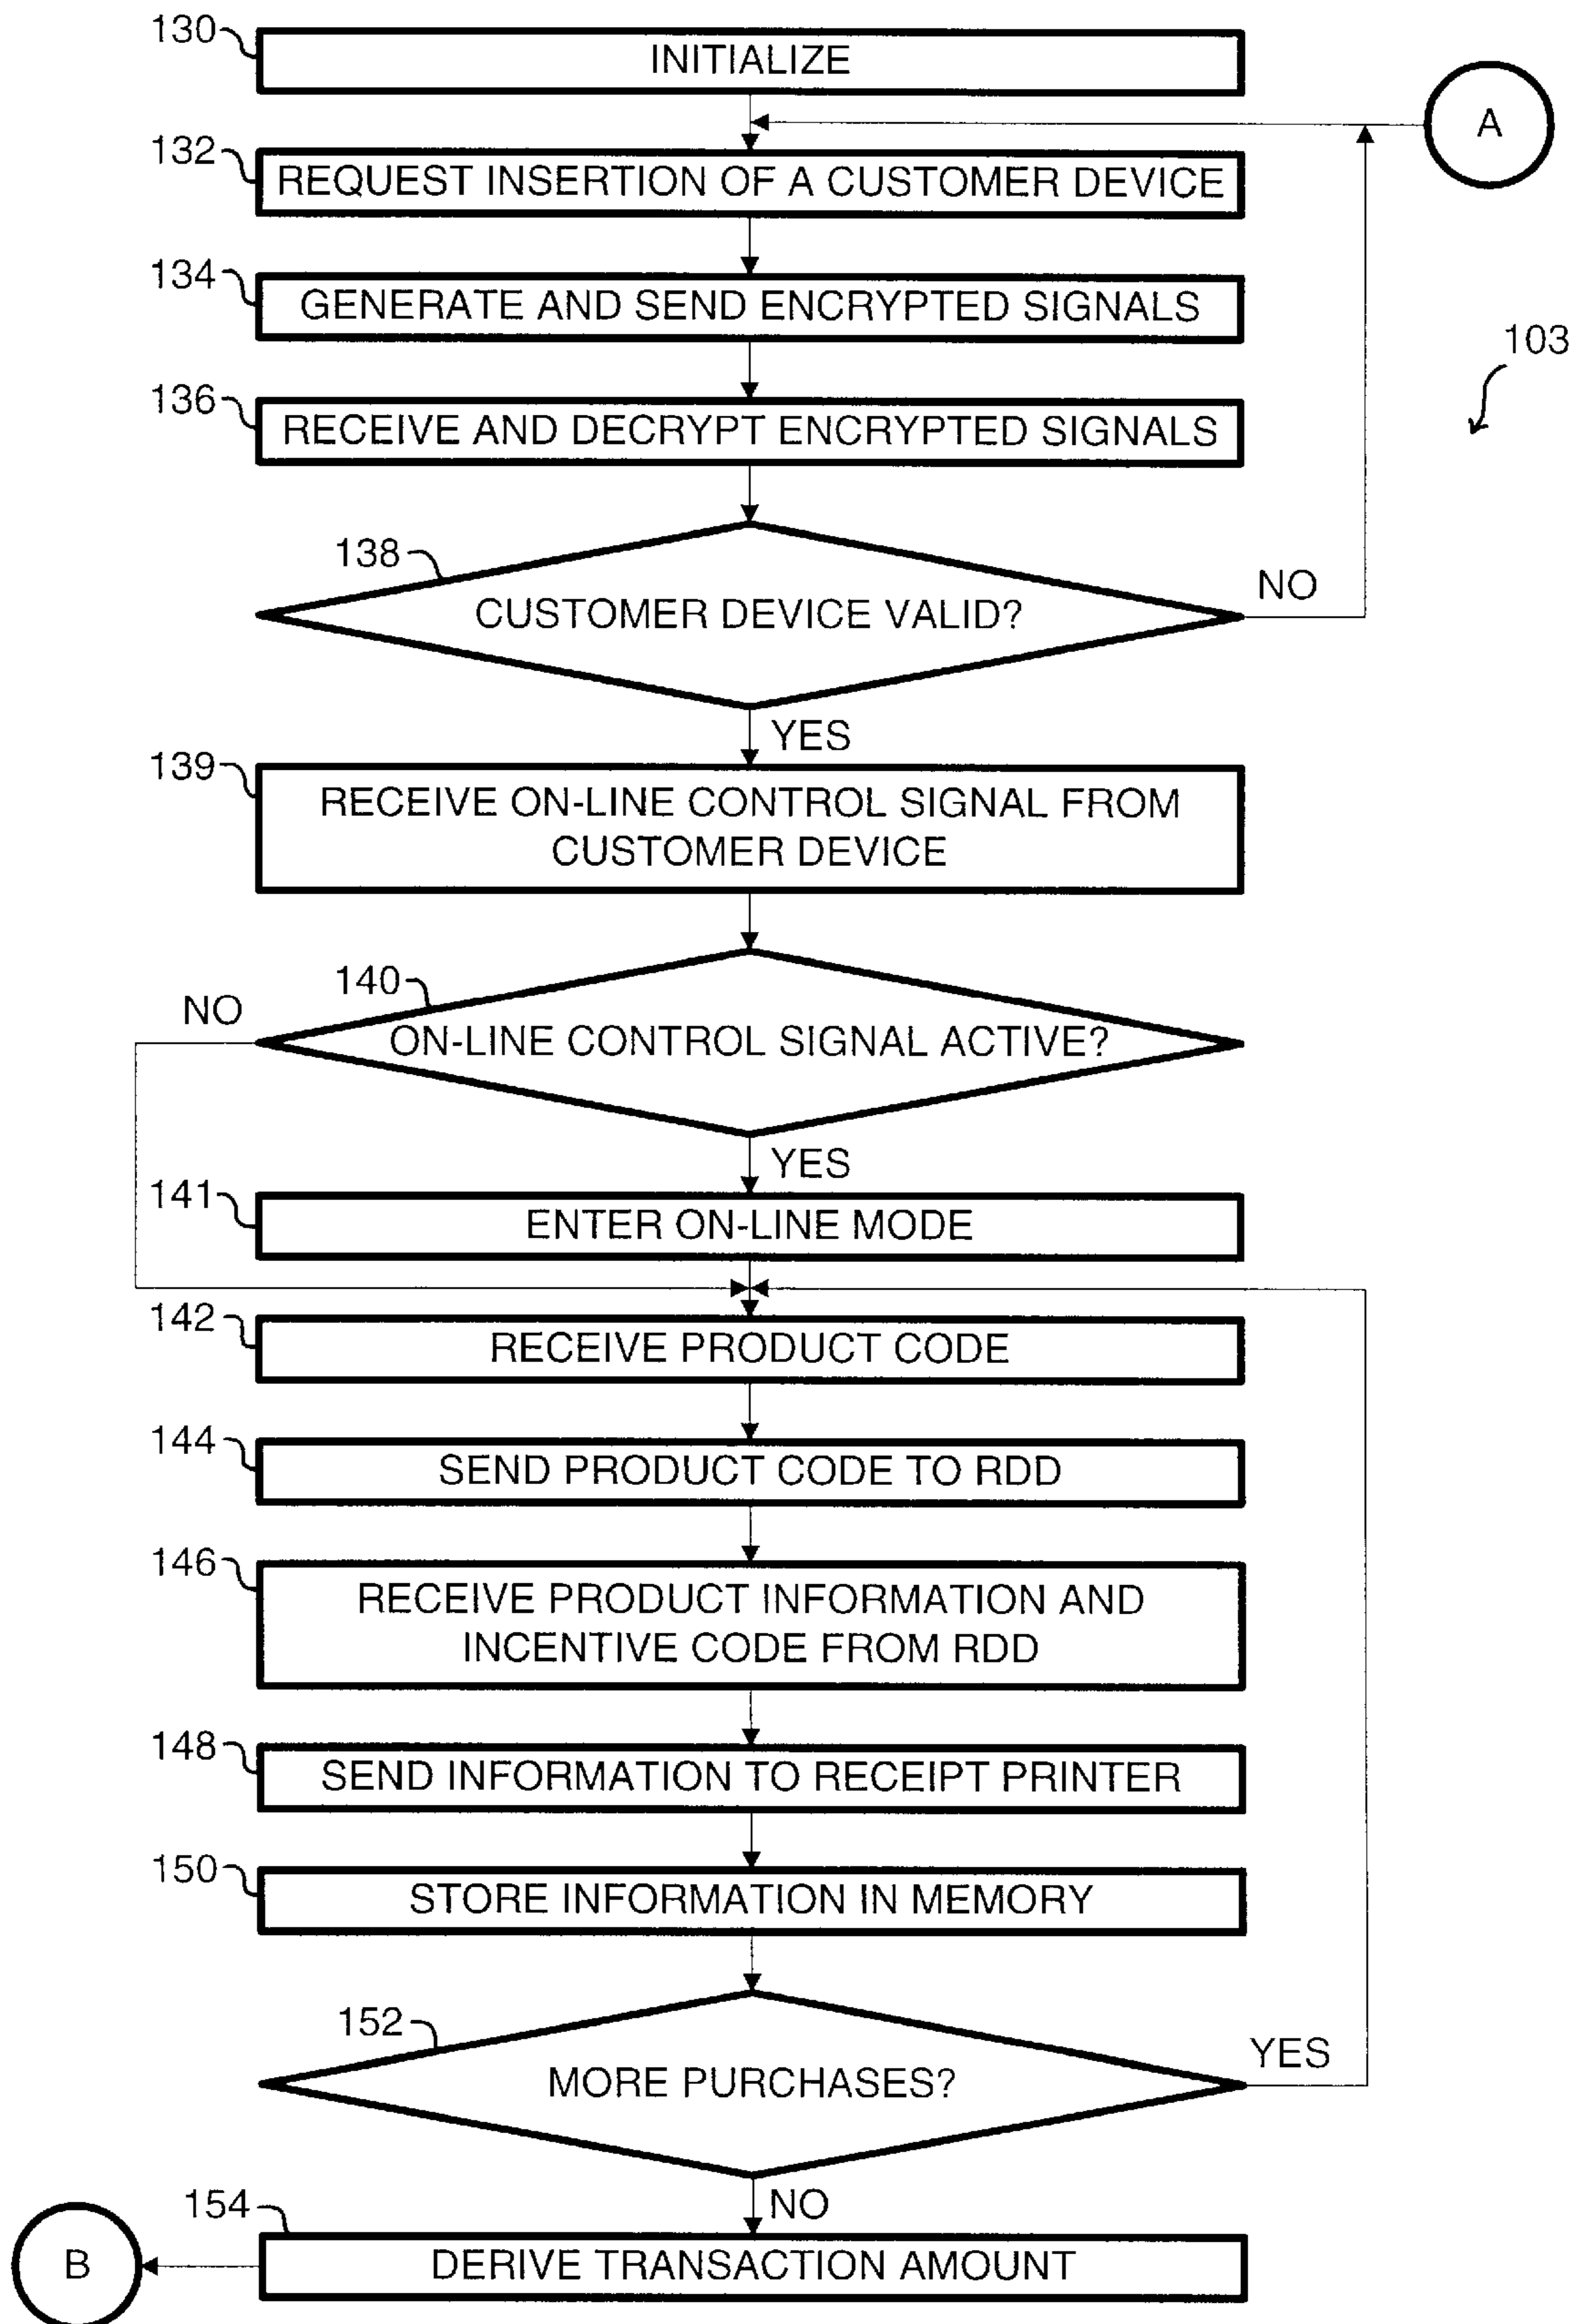 130
INITIALIZE
A
132
REQUEST INSERTION OF A CUSTOMER DEVICE
134
GENERATE AND SEND ENCRYPTED SIGNALS
103
136
RECEIVE AND DECRYPT ENCRYPTED SIGNALS
138
CUSTOMER DEVICE VALID?
NO
YES
139
RECEIVE ON-LINE CONTROL SIGNAL FROM
CUSTOMER DEVICE
140
NO
ON-LINE CONTROL SIGNAL ACTIVE?
YES
141
ENTER ON-LINE MODE
142
RECEIVE PRODUCT CODE
144
SEND PRODUCT CODE TO RDD
146
RECEIVE PRODUCT INFORMATION AND
INCENTIVE CODE FROM RDD
148
SEND INFORMATION TO RECEIPT PRINTER
150
STORE INFORMATION IN MEMORY
152
MORE PURCHASES?
YES
NO
154
DERIVE TRANSACTION AMOUNT
B